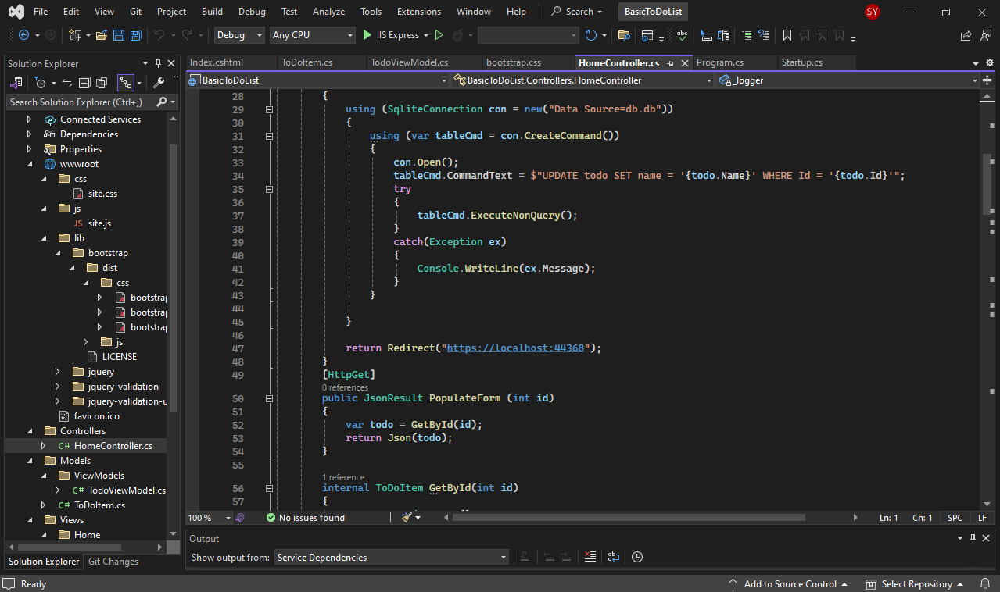 File Edit View Git Project Build Debug Test Analyze Tools Extensions Window Help Search BasicToDoList SY
Debug Any CPU IIS Express
Solution Explorer
Search Solution Explorer (Ctrl+;)
Connected Services
Dependencies
Properties
wwwroot
css
site.css
js
JS site.js
lib
bootstrap
dist
css
bootstrap
bootstrap
bootstrap
js
LICENSE
jquery
jquery-validation
jquery-validation-u
favicon.ico
Controllers
C# HomeController.cs
Models
ViewModels
C# TodoViewModel.cs
C# ToDoItem.cs
Views
Home
Solution Explorer Git Changes
Index.cshtml ToDoItem.cs TodoViewModel.cs bootstrap.css HomeController.cs Program.cs Startup.cs
BasicToDoList BasicToDoList.Controllers.HomeController _logger
28 {
29 using (SqliteConnection con = new("Data Source=db.db"))
30 {
31 using (var tableCmd = con.CreateCommand())
32 {
33 con.Open();
34 tableCmd.CommandText = $"UPDATE todo SET name = '{todo.Name}' WHERE Id = '{todo.Id}'";
35 try
36 {
37 tableCmd.ExecuteNonQuery();
38 }
39 catch(Exception ex)
40 {
41 Console.WriteLine(ex.Message);
42 }
43 }
44
45 }
46
47 return Redirect("https://localhost:44368");
48 }
49 [HttpGet]
0 references
50 public JsonResult PopulateForm (int id)
51 {
52 var todo = GetById(id);
53 return Json(todo);
54 }
55
1 reference
56 internal ToDoItem GetById(int id)
57 {
100 % No issues found Ln: 1 Ch: 1 SPC LF
Output
Show output from: Service Dependencies
Ready Add to Source Control Select Repository